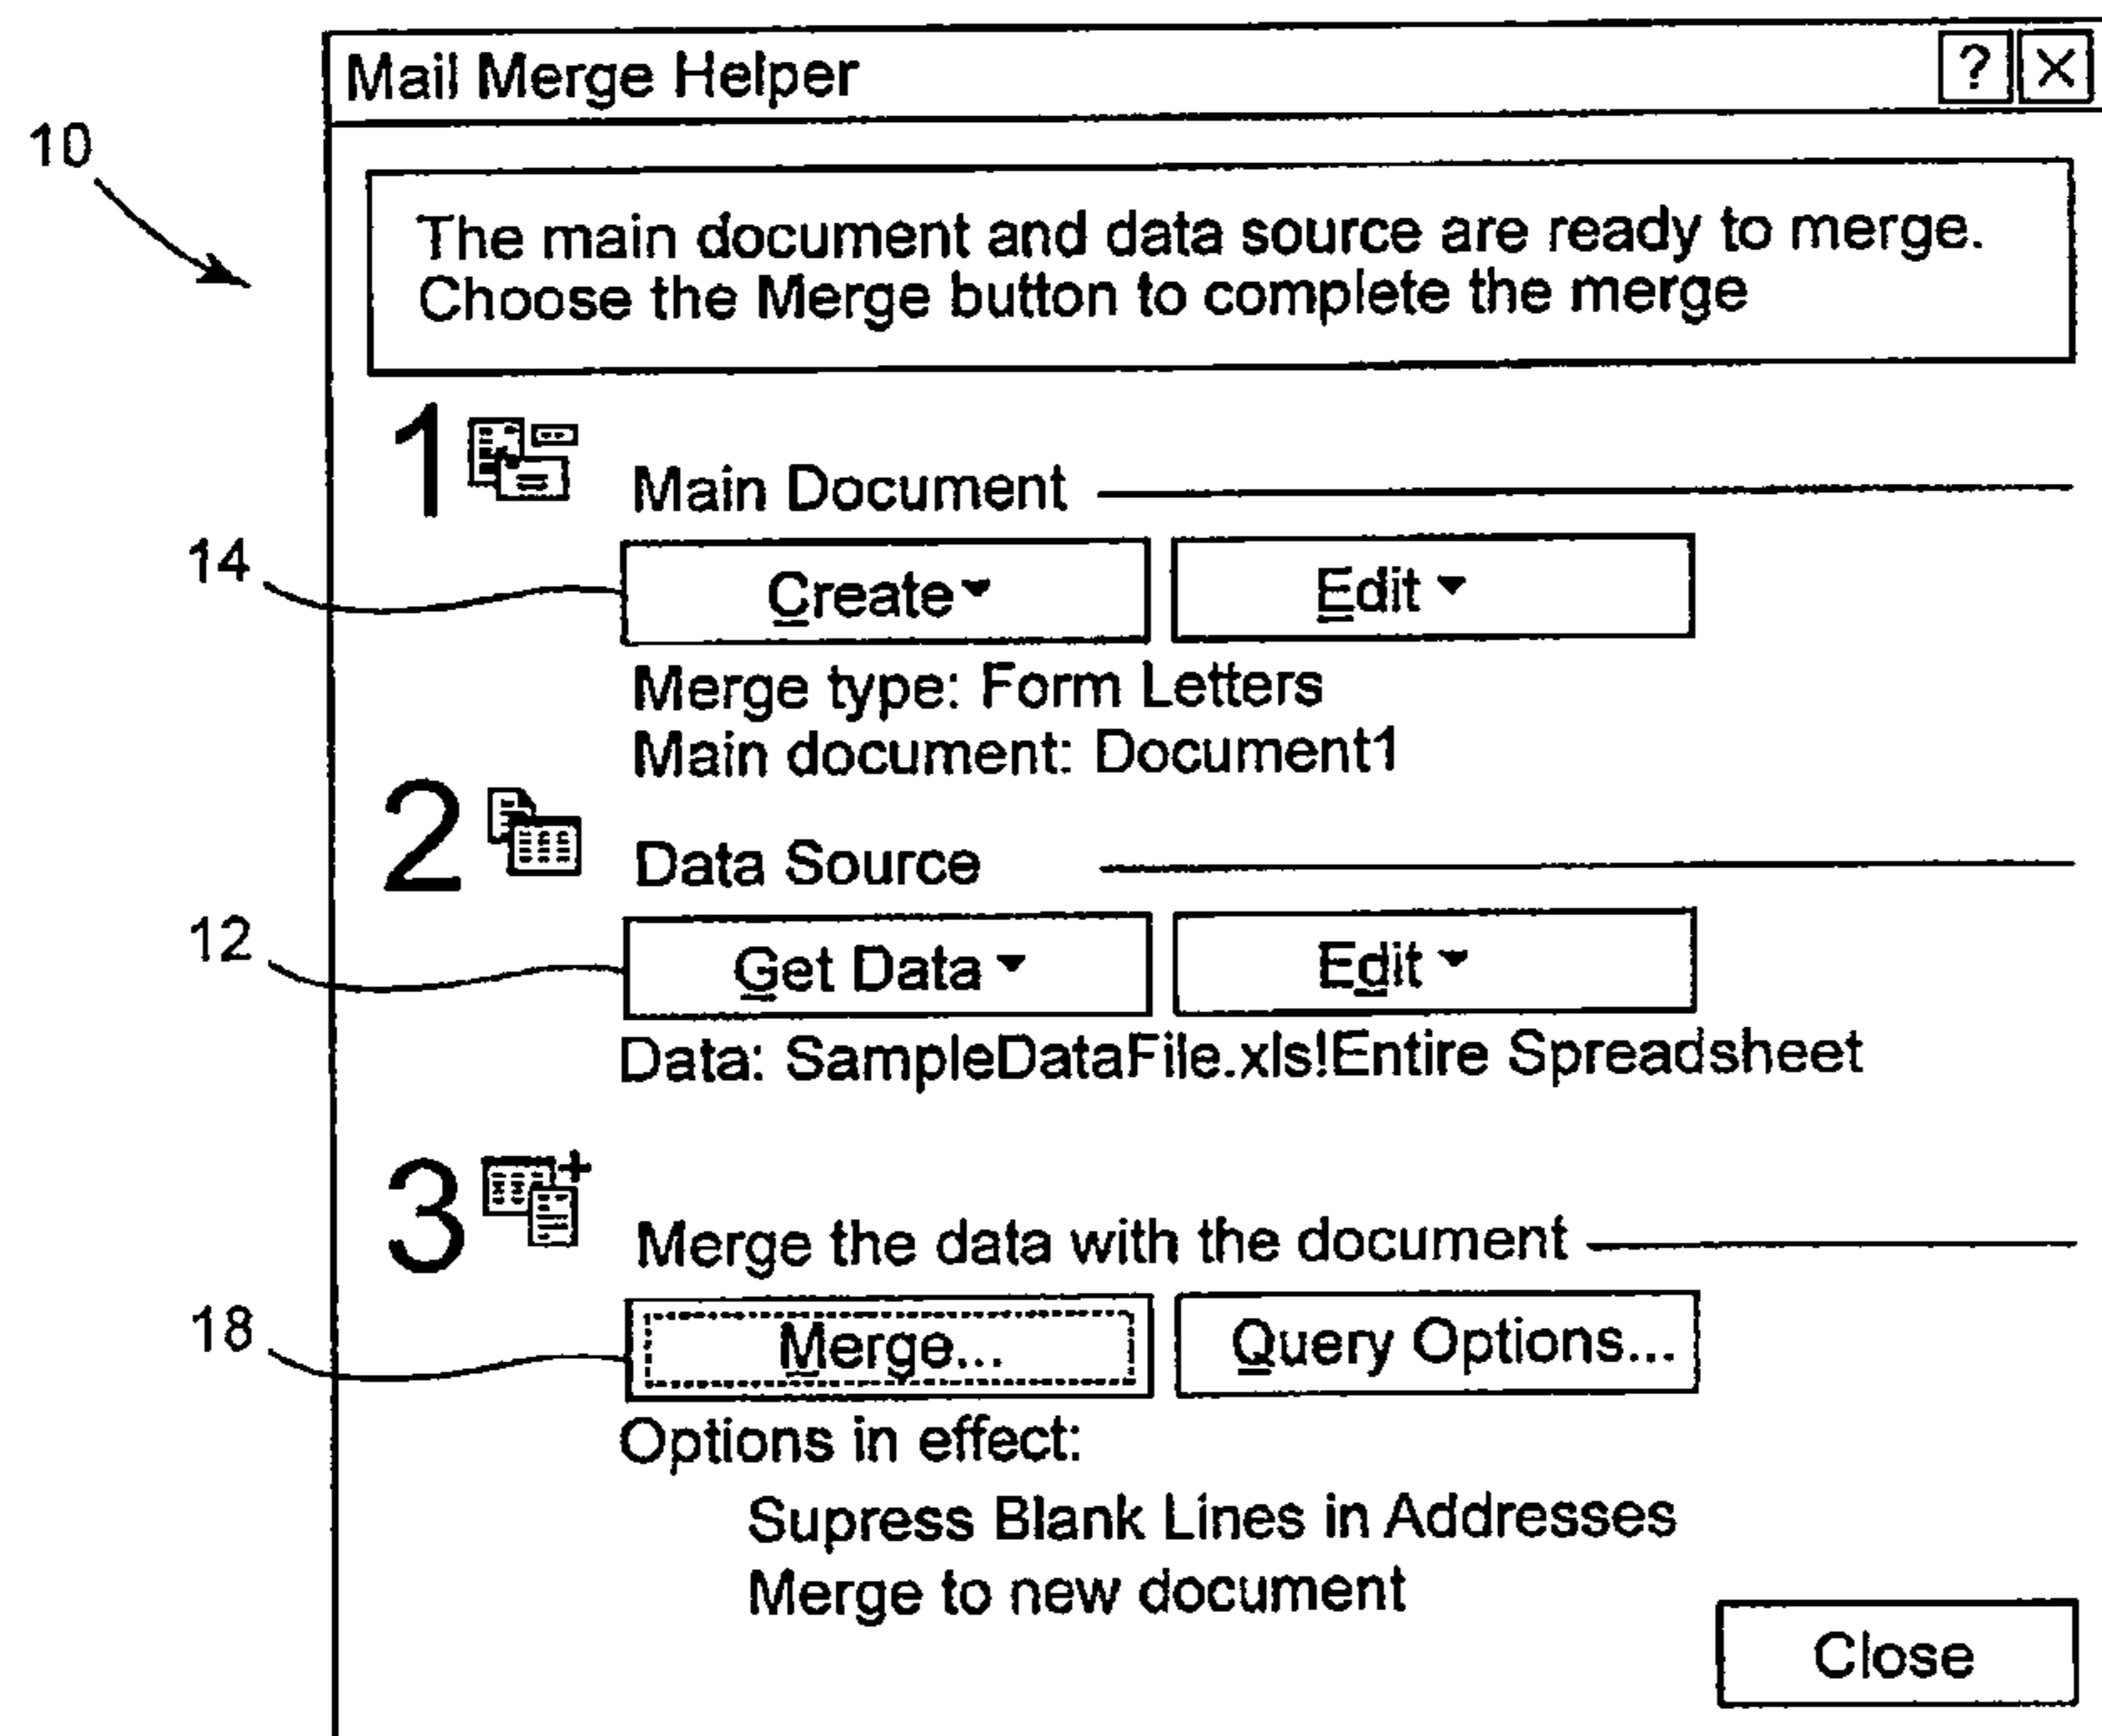 Mail Merge Helper ? X
10
The main document and data source are ready to merge.
Choose the Merge button to complete the merge
1
Main Document
14 Create Edit
Merge type: Form Letters
Main document: Document1
2
Data Source
12 Get Data Edit
Data: SampleDataFile.xls!Entire Spreadsheet
3
Merge the data with the document
18 Merge... Query Options...
Options in effect:
Supress Blank Lines in Addresses
Merge to new document
Close